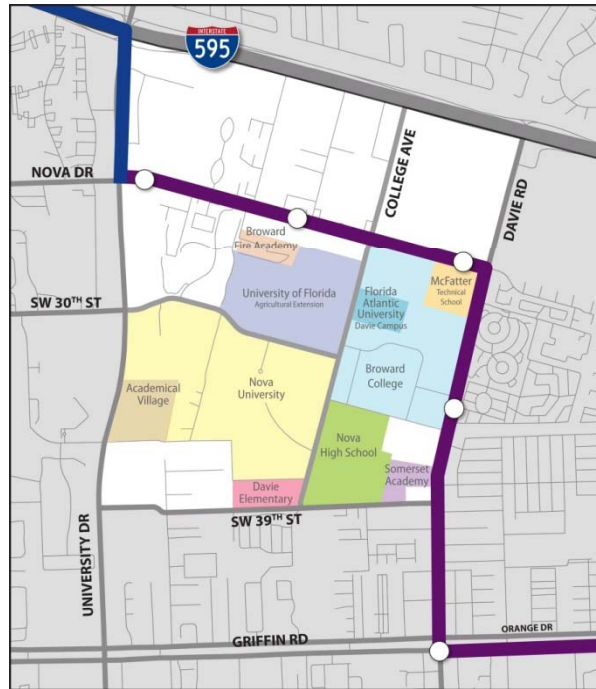 INTERSTATE
595
NOVA DR
COLLEGE AVE
DAVIE RD
Broward
Fire Academy
University of Florida
Agricultural Extension
McFatter
Technical
School
Florida
Atlantic
University
Davie Campus
SW 30TH ST
Broward
College
Academical
Village
Nova
University
Nova
High School
Somerset
Academy
Davie
Elementary
SW 39TH ST
UNIVERSITY DR
ORANGE DR
GRIFFIN RD